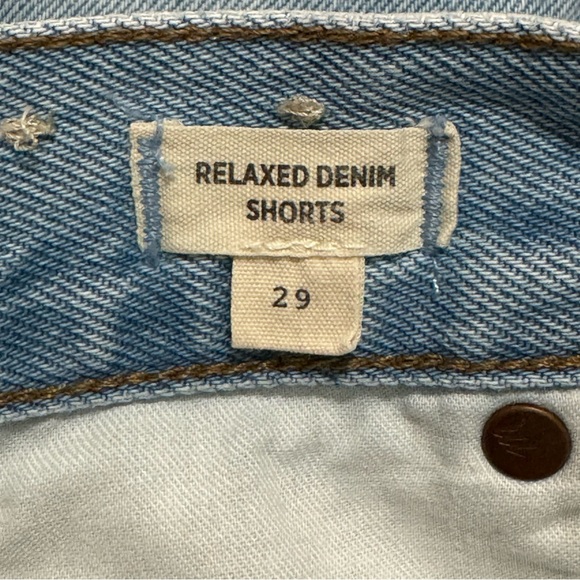 RELAXED DENIM
SHORTS
29